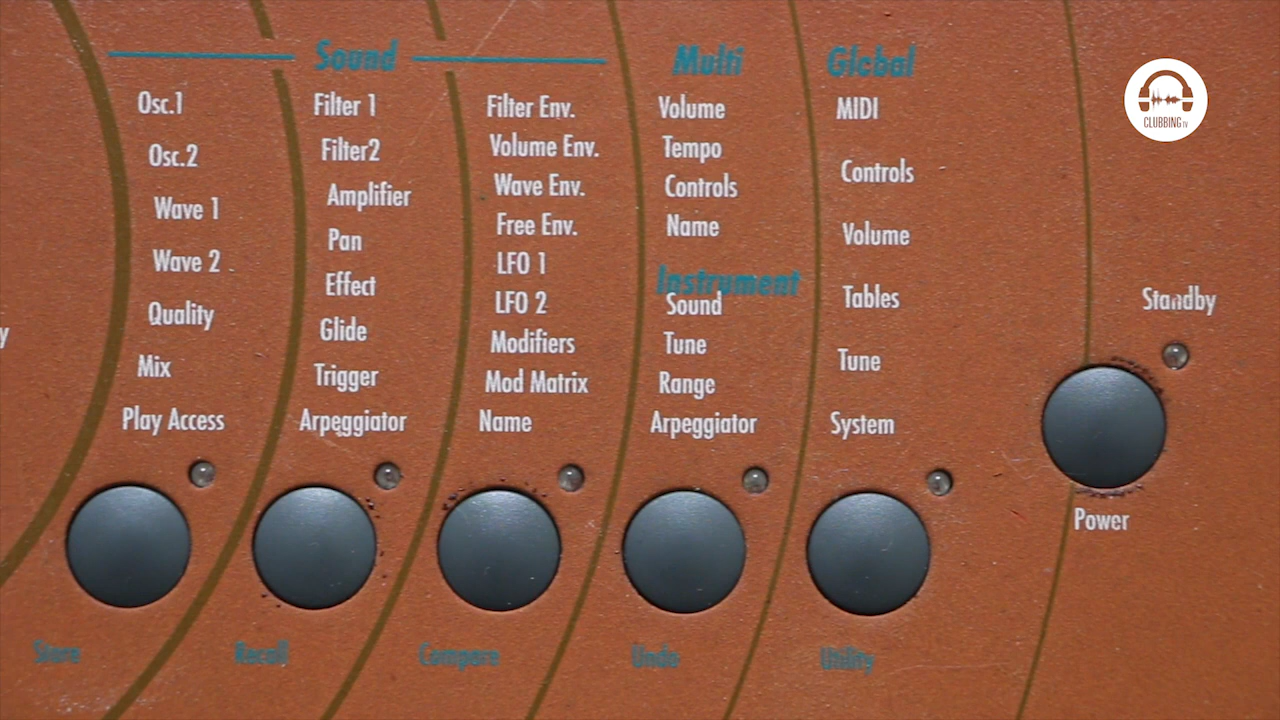 Sound
Osc.1
Osc.2
Wave 1
Wave 2
Quality
Mix
Play Access
Filter 1
Filter2
Amplifier
Pan
Effect
Glide
Trigger
Arpeggiator
Filter Env.
Volume Env.
Wave Env.
Free Env.
LFO 1
LFO 2
Modifiers
Mod Matrix
Name
Multi
Volume
Tempo
Controls
Name
Instrument
Sound
Tune
Range
Arpeggiator
Global
MIDI
Controls
Volume
Tables
Tune
System
CLUBBING TV
Standby
Power
y
Store
Recall
Compare
Undo
Utility